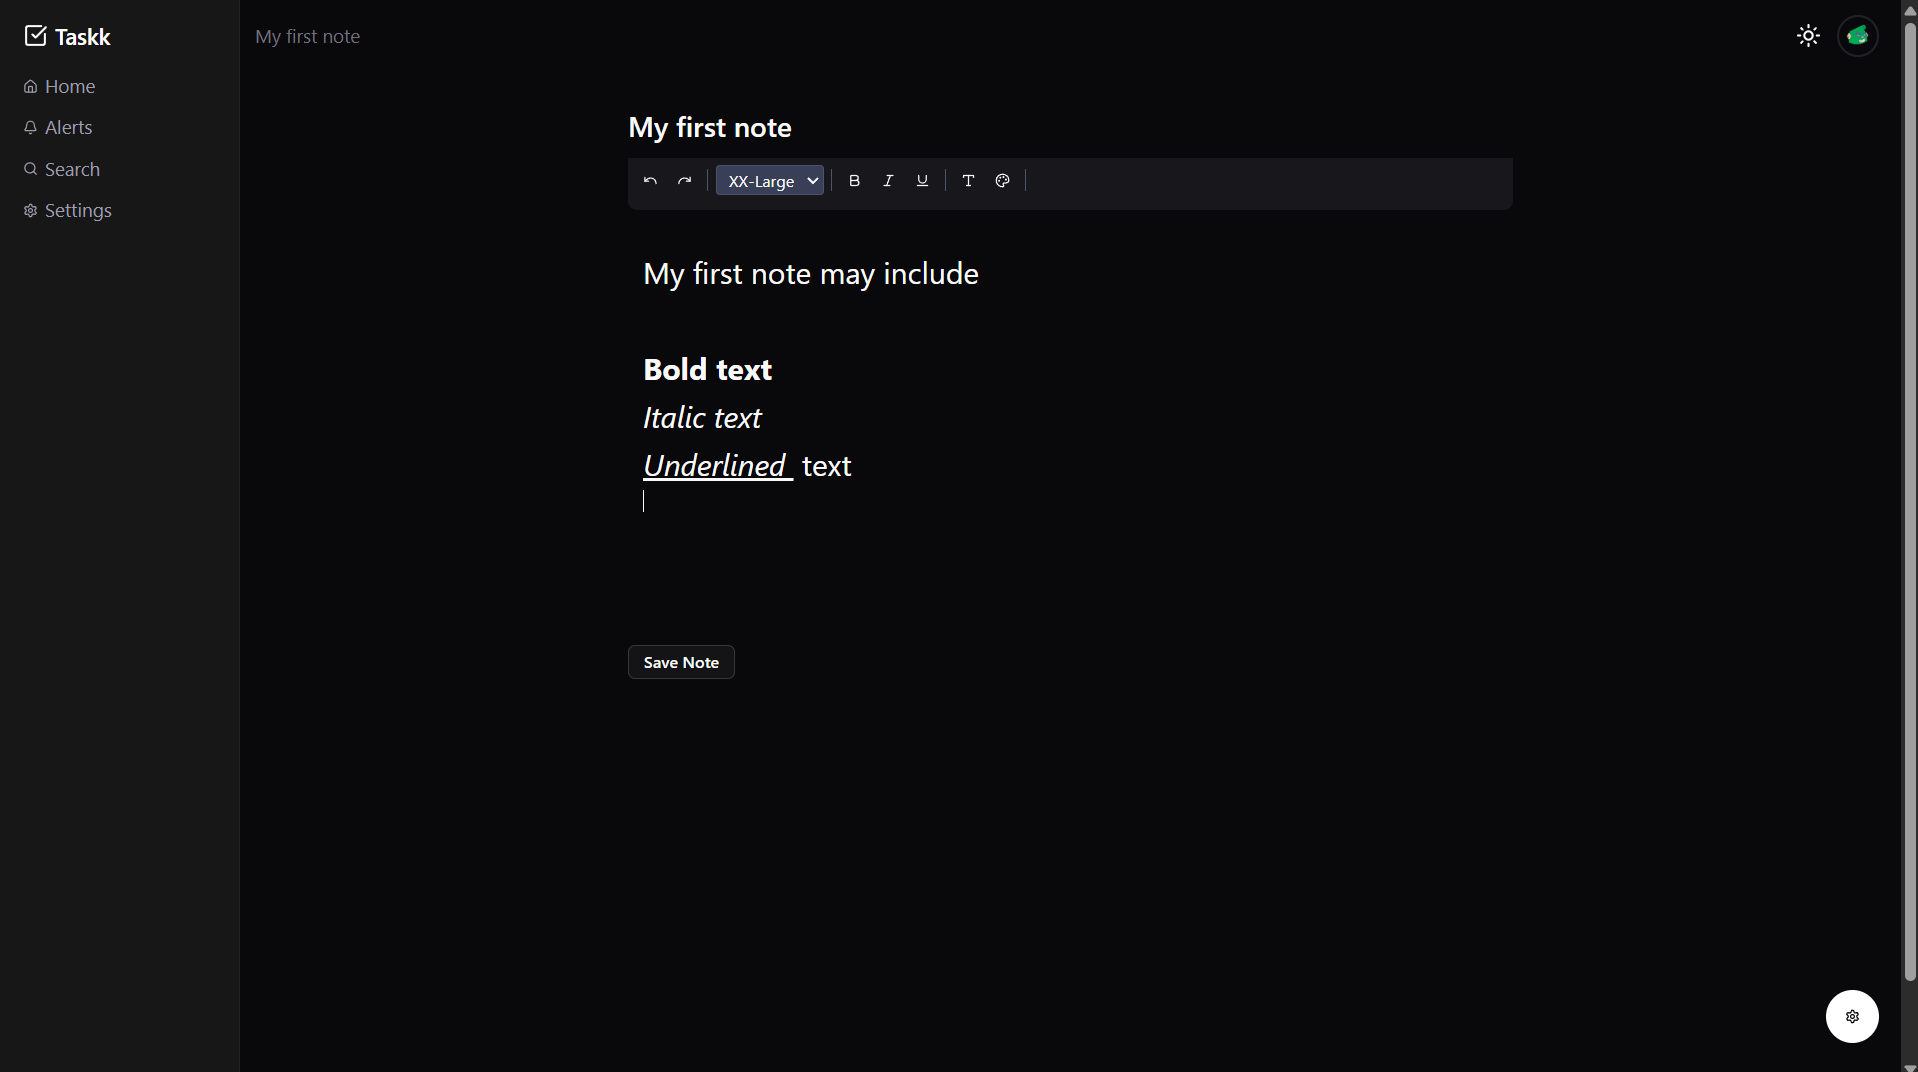 Taskk
Home
Alerts
Search
Settings
My first note
My first note
XX-Large
B I U T
My first note may include
Bold text
Italic text
Underlined text
Save Note